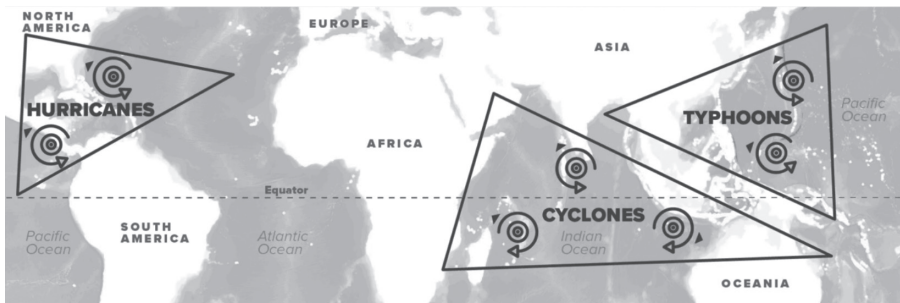 NORTH
AMERICA
EUROPE
ASIA
HURRICANES
TYPHOONS
Pacific
Ocean
AFRICA
Equator
CYCLONES
SOUTH
AMERICA
Pacific
Ocean
Atlantic
Ocean
Indian
Ocean
OCEANIA